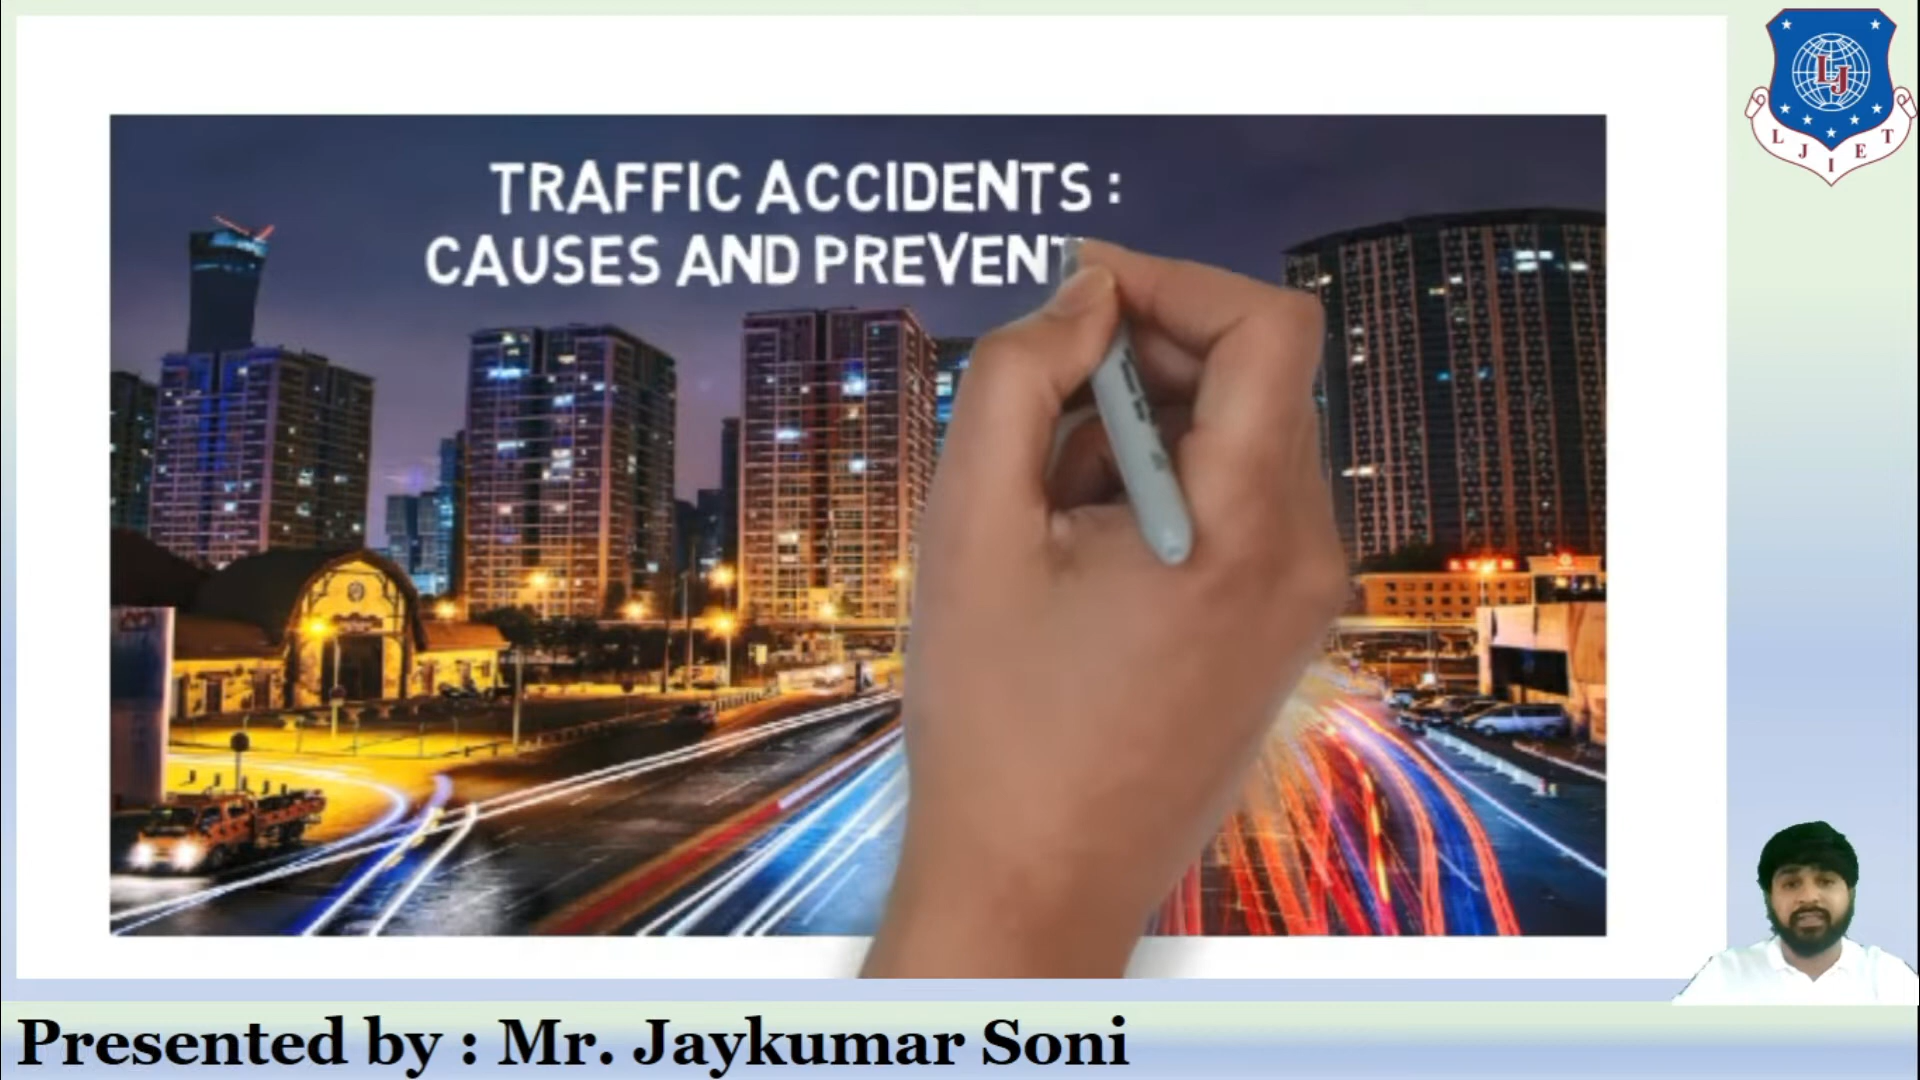 TRAFFIC ACCIDENTS :
CAUSES AND PREVENT
LJ
L J I E T
Presented by : Mr. Jaykumar Soni